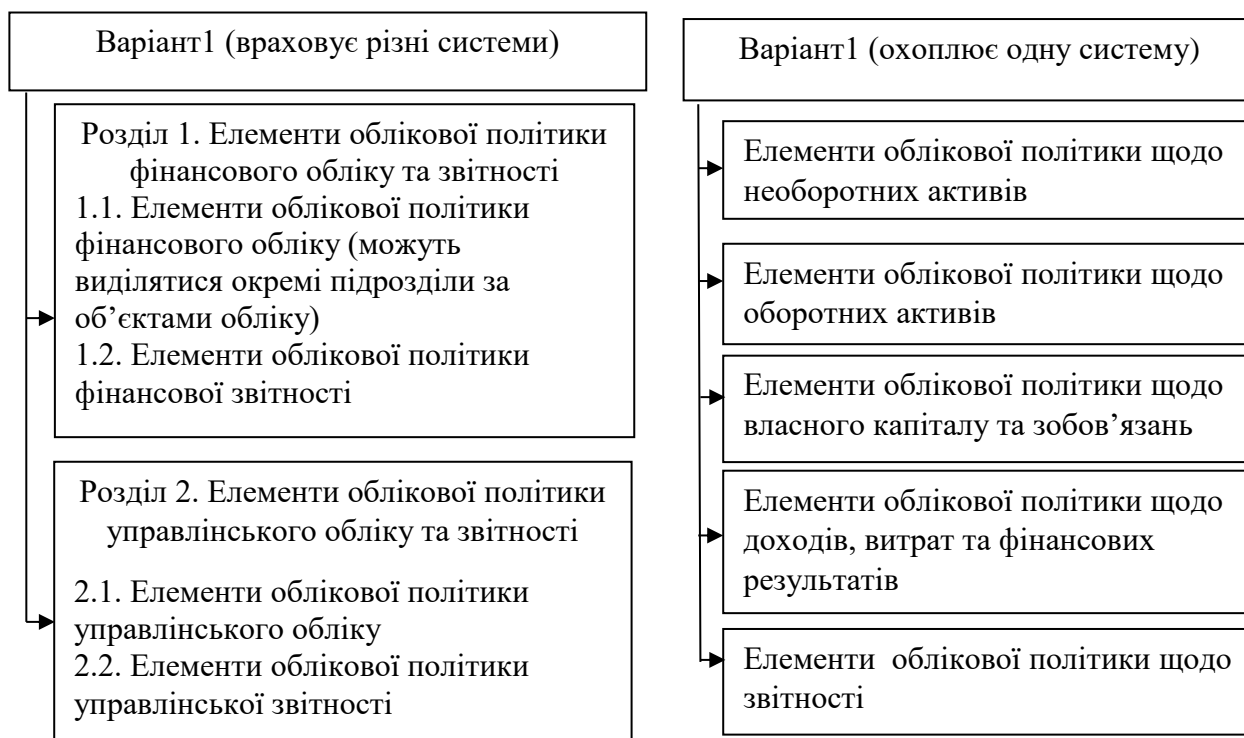 Варіант1 (враховує різні системи)
Розділ 1. Елементи облікової політики
фінансового обліку та звітності
1.1. Елементи облікової політики
фінансового обліку (можуть
виділятися окремі підрозділи за
об’єктами обліку)
1.2. Елементи облікової політики
фінансової звітності
Розділ 2. Елементи облікової політики
управлінського обліку та звітності
2.1. Елементи облікової політики
управлінського обліку
2.2. Елементи облікової політики
управлінської звітності
Варіант1 (охоплює одну систему)
Елементи облікової політики щодо
необоротних активів
Елементи облікової політики щодо
оборотних активів
Елементи облікової політики щодо
власного капіталу та зобов’язань
Елементи облікової політики щодо
доходів, витрат та фінансових
результатів
Елементи облікової політики щодо
звітності